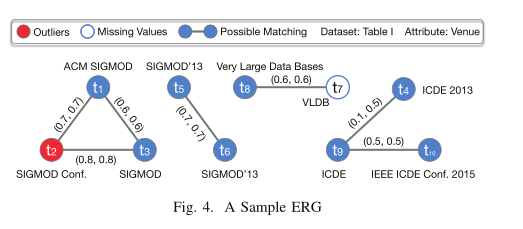 Outliers Missing Values Possible Matching Dataset: Table I Attribute: Venue
ACM SIGMOD SIGMOD'13 Very Large Data Bases
t1 t5 t8 (0.6, 0.6) t7 t4 ICDE 2013
VLDB
(0.7, 0.7) (0.6, 0.6) (0.7, 0.7) (0.1, 0.5)
t2 (0.8, 0.8) t3 t6 t9 (0.5, 0.5) t10
SIGMOD Conf. SIGMOD SIGMOD'13 ICDE IEEE ICDE Conf. 2015
Fig. 4. A Sample ERG